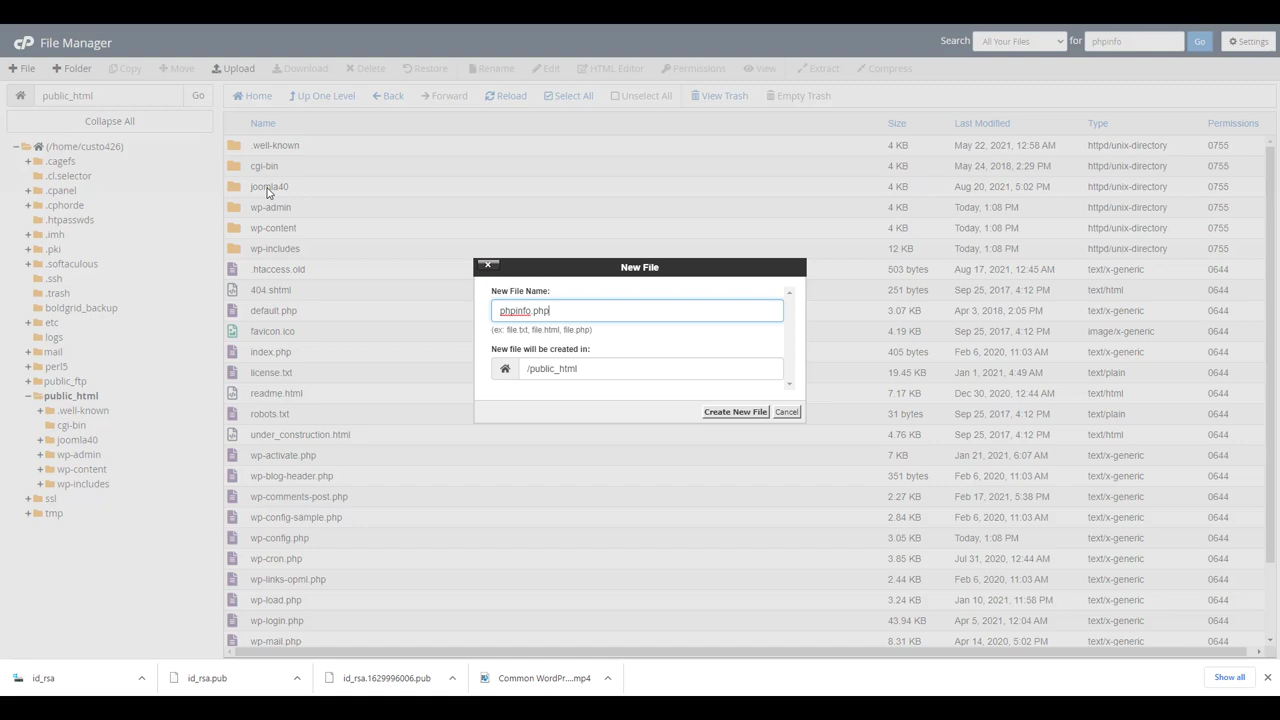 cP File Manager
Search All Your Files for phpinfo Go Settings
+ File + Folder Copy Move Upload Download Delete Restore Rename Edit HTML Editor Permissions View Extract Compress
public_html Go
Home Up One Level Back Forward Reload Select All Unselect All View Trash Empty Trash
Collapse All
(/home/custo426)
.cagefs
.cl.selector
.cpanel
.cphorde
.htpasswds
.imh
.pki
.softaculous
.ssh
.trash
boldgrid_backup
etc
logs
mail
perl5
public_ftp
public_html
.well-known
cgi-bin
joomla40
wp-admin
wp-content
wp-includes
ssl
tmp
Name Size Last Modified Type Permissions
.well-known 4 KB May 22, 2021, 12:58 AM httpd/unix-directory 0755
cgi-bin 4 KB May 24, 2018, 2:29 PM httpd/unix-directory 0755
joomla40 4 KB Aug 20, 2021, 5:02 PM httpd/unix-directory 0755
wp-admin 4 KB Today, 1:08 PM httpd/unix-directory 0755
wp-content 4 KB Today, 1:08 PM httpd/unix-directory 0755
wp-includes 12 KB Today, 1:08 PM httpd/unix-directory 0755
.htaccess.old 503 bytes Aug 17, 2021, 12:45 AM text/x-generic 0644
404.shtml 251 bytes Sep 25, 2017, 4:12 PM text/html 0644
default.php 3.07 KB Apr 3, 2018, 2:05 PM text/x-generic 0644
favicon.ico 4.19 KB Sep 25, 2017, 4:12 PM image/x-generic 0644
index.php 405 bytes Feb 6, 2020, 11:03 AM text/x-generic 0644
license.txt 19.45 KB Jan 1, 2021, 4:49 AM text/plain 0644
readme.html 7.17 KB Dec 30, 2020, 12:44 AM text/html 0644
robots.txt 31 bytes Sep 25, 2017, 4:12 PM text/plain 0644
under_construction.html 4.76 KB Sep 25, 2017, 4:12 PM text/html 0644
wp-activate.php 7 KB Jan 21, 2021, 6:07 AM text/x-generic 0644
wp-blog-header.php 351 bytes Feb 6, 2020, 11:03 AM text/x-generic 0644
wp-comments-post.php 2.27 KB Feb 17, 2021, 5:38 PM text/x-generic 0644
wp-config-sample.php 2.84 KB Feb 6, 2020, 11:03 AM text/x-generic 0644
wp-config.php 3.05 KB Today, 1:08 PM text/x-generic 0644
wp-cron.php 3.85 KB Jul 31, 2020, 12:44 AM text/x-generic 0644
wp-links-opml.php 2.44 KB Feb 6, 2020, 11:03 AM text/x-generic 0644
wp-load.php 3.24 KB Jan 10, 2021, 11:58 PM text/x-generic 0644
wp-login.php 43.94 KB Apr 5, 2021, 12:04 AM text/x-generic 0644
wp-mail.php 8.31 KB Apr 14, 2020, 5:02 PM text/x-generic 0644
New File
New File Name:
phpinfo.php
(ex: file.txt, file.html, file.php)
New file will be created in:
/public_html
Create New File Cancel
id_rsa id_rsa.pub id_rsa.1629996006.pub Common WordPr....mp4 Show all